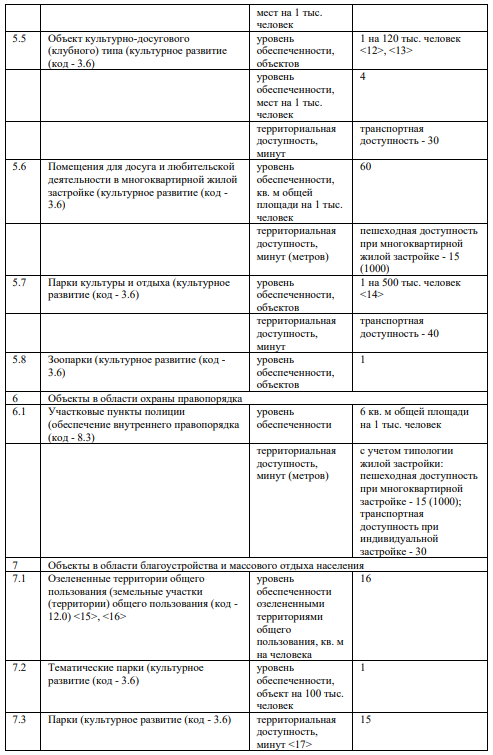 мест на 1 тыс.
человек
5.5 Объект культурно-досугового
(клубного) типа (культурное развитие
(код - 3.6)
уровень
обеспеченности,
объектов
1 на 120 тыс. человек
<12>, <13>
уровень
обеспеченности,
мест на 1 тыс.
человек
4
территориальная
доступность,
минут
транспортная
доступность - 30
5.6 Помещения для досуга и любительской
деятельности в многоквартирной жилой
застройке (культурное развитие (код -
3.6)
уровень
обеспеченности,
кв. м общей
площади на 1 тыс.
человек
60
территориальная
доступность,
минут (метров)
пешеходная доступность
при многоквартирной
жилой застройке - 15
(1000)
5.7 Парки культуры и отдыха (культурное
развитие (код - 3.6)
уровень
обеспеченности,
объектов
1 на 500 тыс. человек
<14>
территориальная
доступность,
минут
транспортная
доступность - 40
5.8 Зоопарки (культурное развитие (код -
3.6)
уровень
обеспеченности,
объектов
1
6 Объекты в области охраны правопорядка
6.1 Участковые пункты полиции
(обеспечение внутреннего правопорядка
(код - 8.3)
уровень
обеспеченности
6 кв. м общей площади
на 1 тыс. человек
территориальная
доступность,
минут (метров)
с учетом типологии
жилой застройки:
пешеходная доступность
при многоквартирной
застройке - 15 (1000);
транспортная
доступность при
индивидуальной
застройке - 30
7 Объекты в области благоустройства и массового отдыха населения
7.1 Озелененные территории общего
пользования (земельные участки
(территории) общего пользования (код -
12.0) <15>, <16>
уровень
обеспеченности
озелененными
территориями
общего
пользования, кв. м
на человека
16
7.2 Тематические парки (культурное
развитие (код - 3.6)
уровень
обеспеченности,
объект на 100 тыс.
человек
1
7.3 Парки (культурное развитие (код - 3.6)
территориальная
доступность,
минут <17>
15